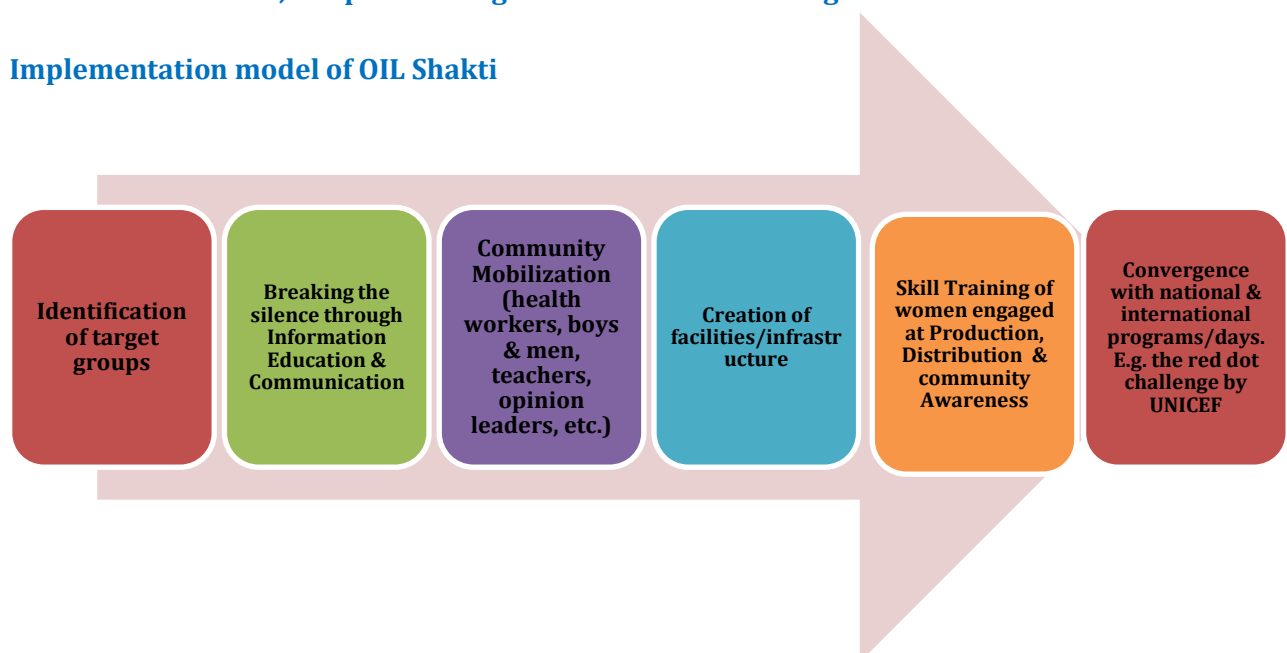 Implementation model of OIL Shakti
Identification
of target
groups
Breaking the
silence through
Information
Education &
Communication
Community
Mobilization
(health
workers, boys
& men,
teachers,
opinion
leaders, etc.)
Creation of
facilities/infrastr
ucture
Skill Training of
women engaged
at Production,
Distribution &
community
Awareness
Convergence
with national &
international
programs/days.
E.g. the red dot
challenge by
UNICEF